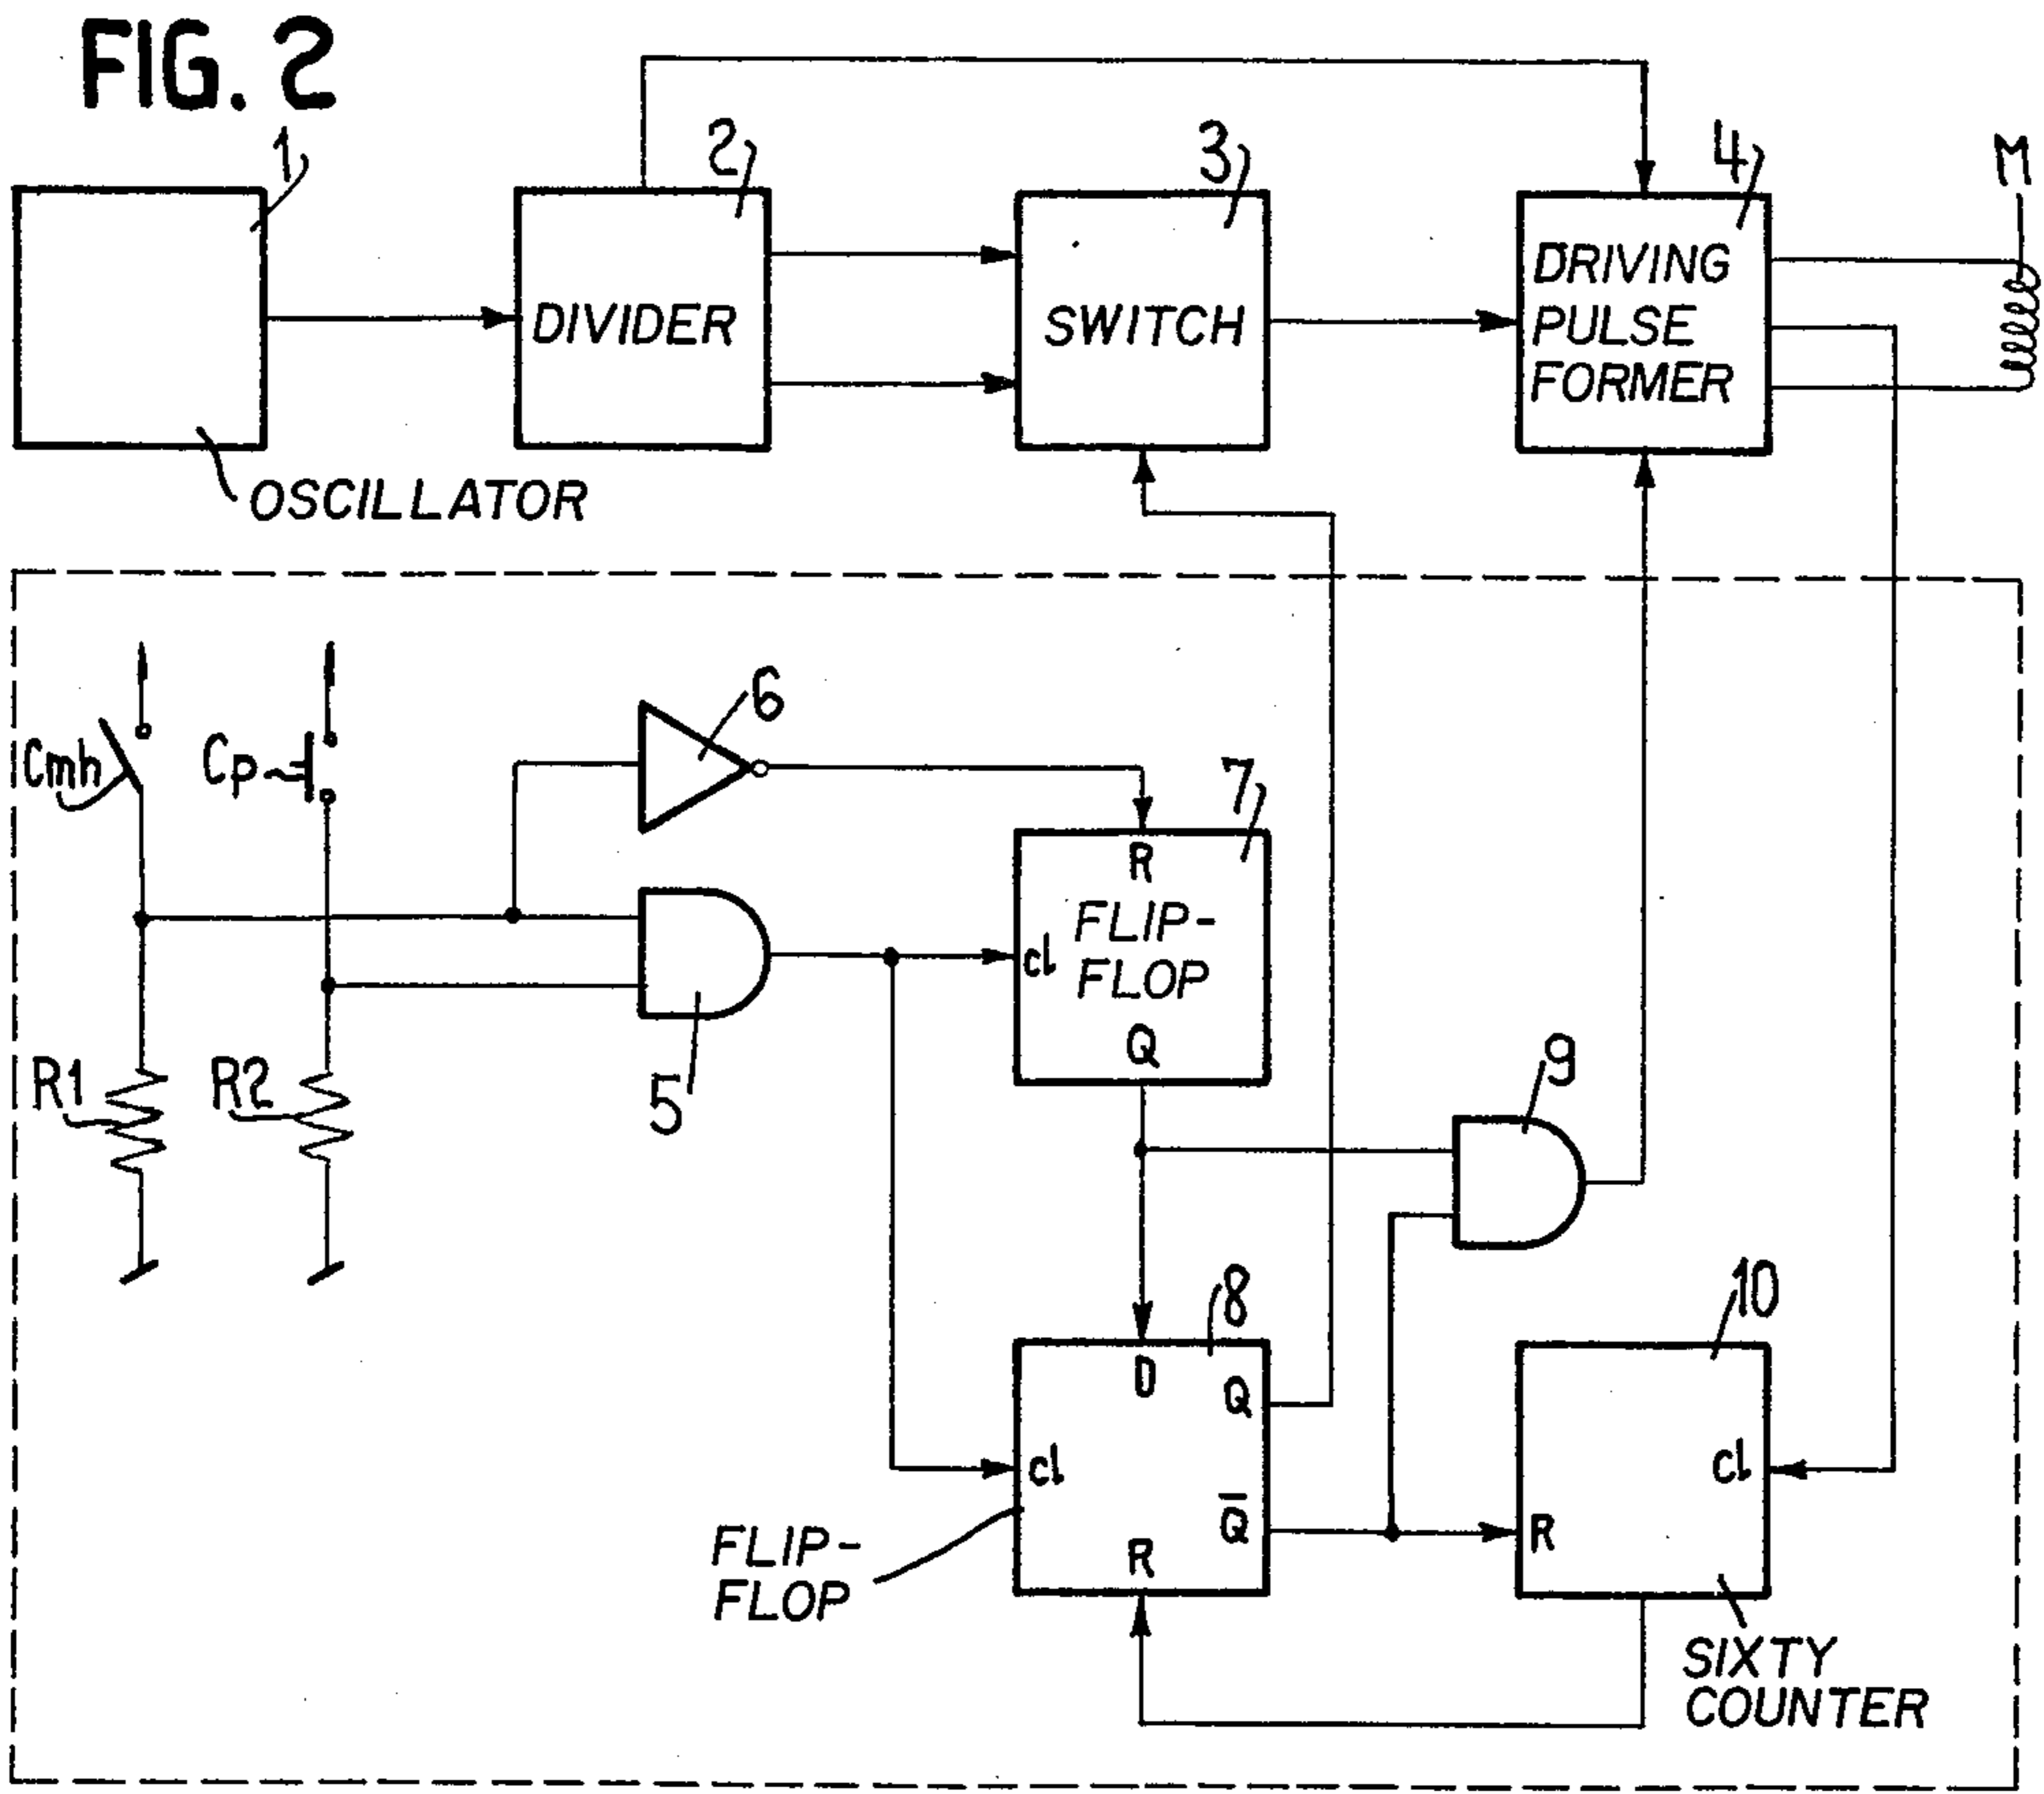 FIG. 2
1
2
3
4
M
DIVIDER
SWITCH
DRIVING
PULSE
FORMER
OSCILLATOR
Cmh
Cp
6
7
R
FLIP-
FLOP
cl
Q
5
R1
R2
9
8
10
D
Q
cl
Q̅
R
cl
R
FLIP-
FLOP
SIXTY
COUNTER